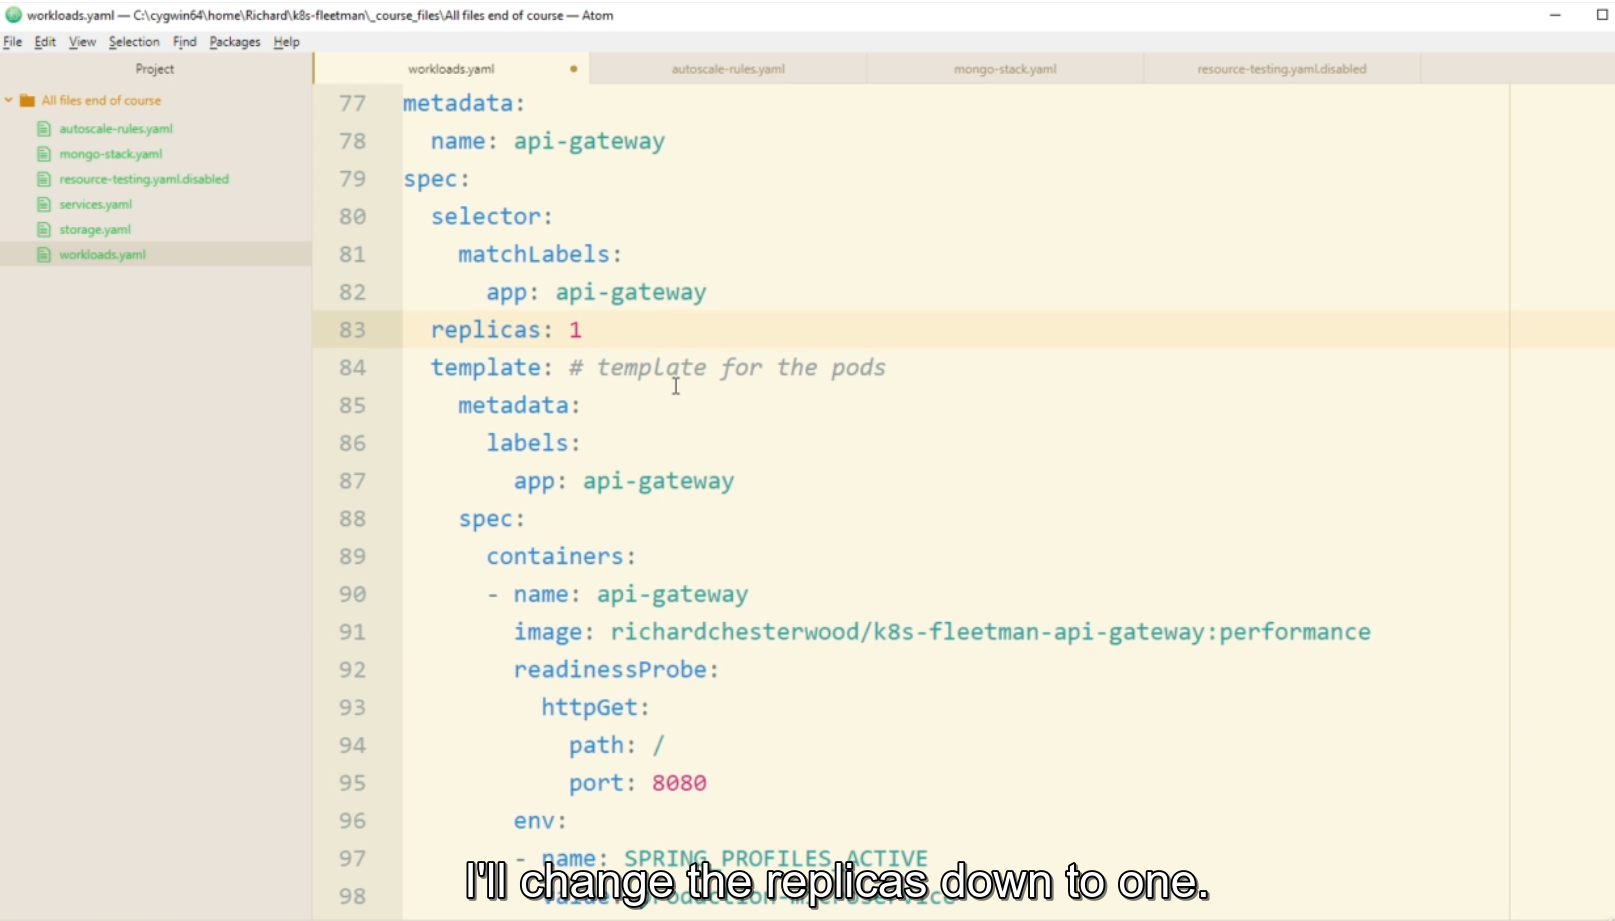 workloads.yaml — C:\cygwin64\home\Richard\k8s-fleetman\_course_files\All files end of course — Atom
File Edit View Selection Find Packages Help
Project
All files end of course
autoscale-rules.yaml
mongo-stack.yaml
resource-testing.yaml.disabled
services.yaml
storage.yaml
workloads.yaml
workloads.yaml autoscale-rules.yaml mongo-stack.yaml resource-testing.yaml.disabled
77 metadata:
78 name: api-gateway
79 spec:
80 selector:
81 matchLabels:
82 app: api-gateway
83 replicas: 1
84 template: # template for the pods
85 metadata:
86 labels:
87 app: api-gateway
88 spec:
89 containers:
90 - name: api-gateway
91 image: richardchesterwood/k8s-fleetman-api-gateway:performance
92 readinessProbe:
93 httpGet:
94 path: /
95 port: 8080
96 env:
97 - name: SPRING_PROFILES_ACTIVE
98 value: production-microservice
I'll change the replicas down to one.